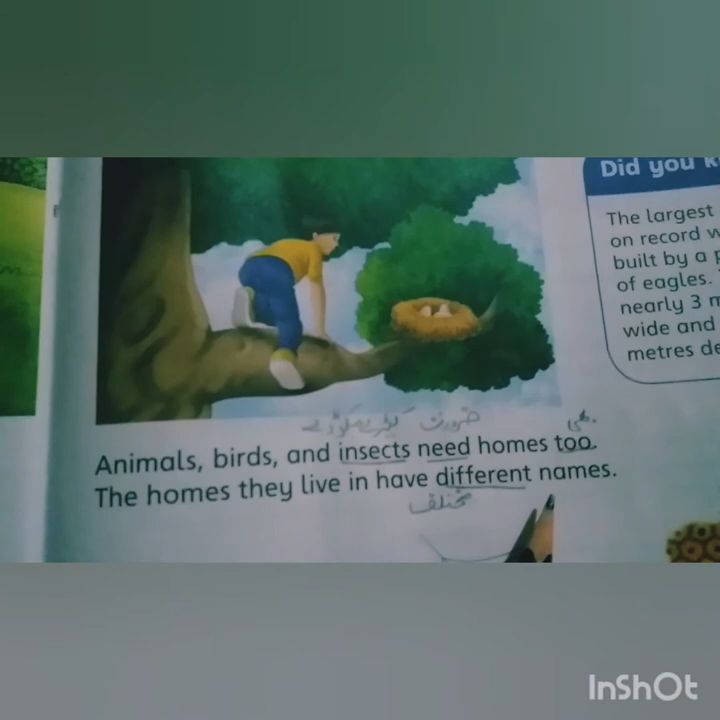 Did you
The largest
on record
built by a
of eagles.
nearly 3
wide and
metres
ضرورت کیڑے مکوڑے
بھی
Animals, birds, and insects need homes too.
The homes they live in have different names.
مختلف
InShOt